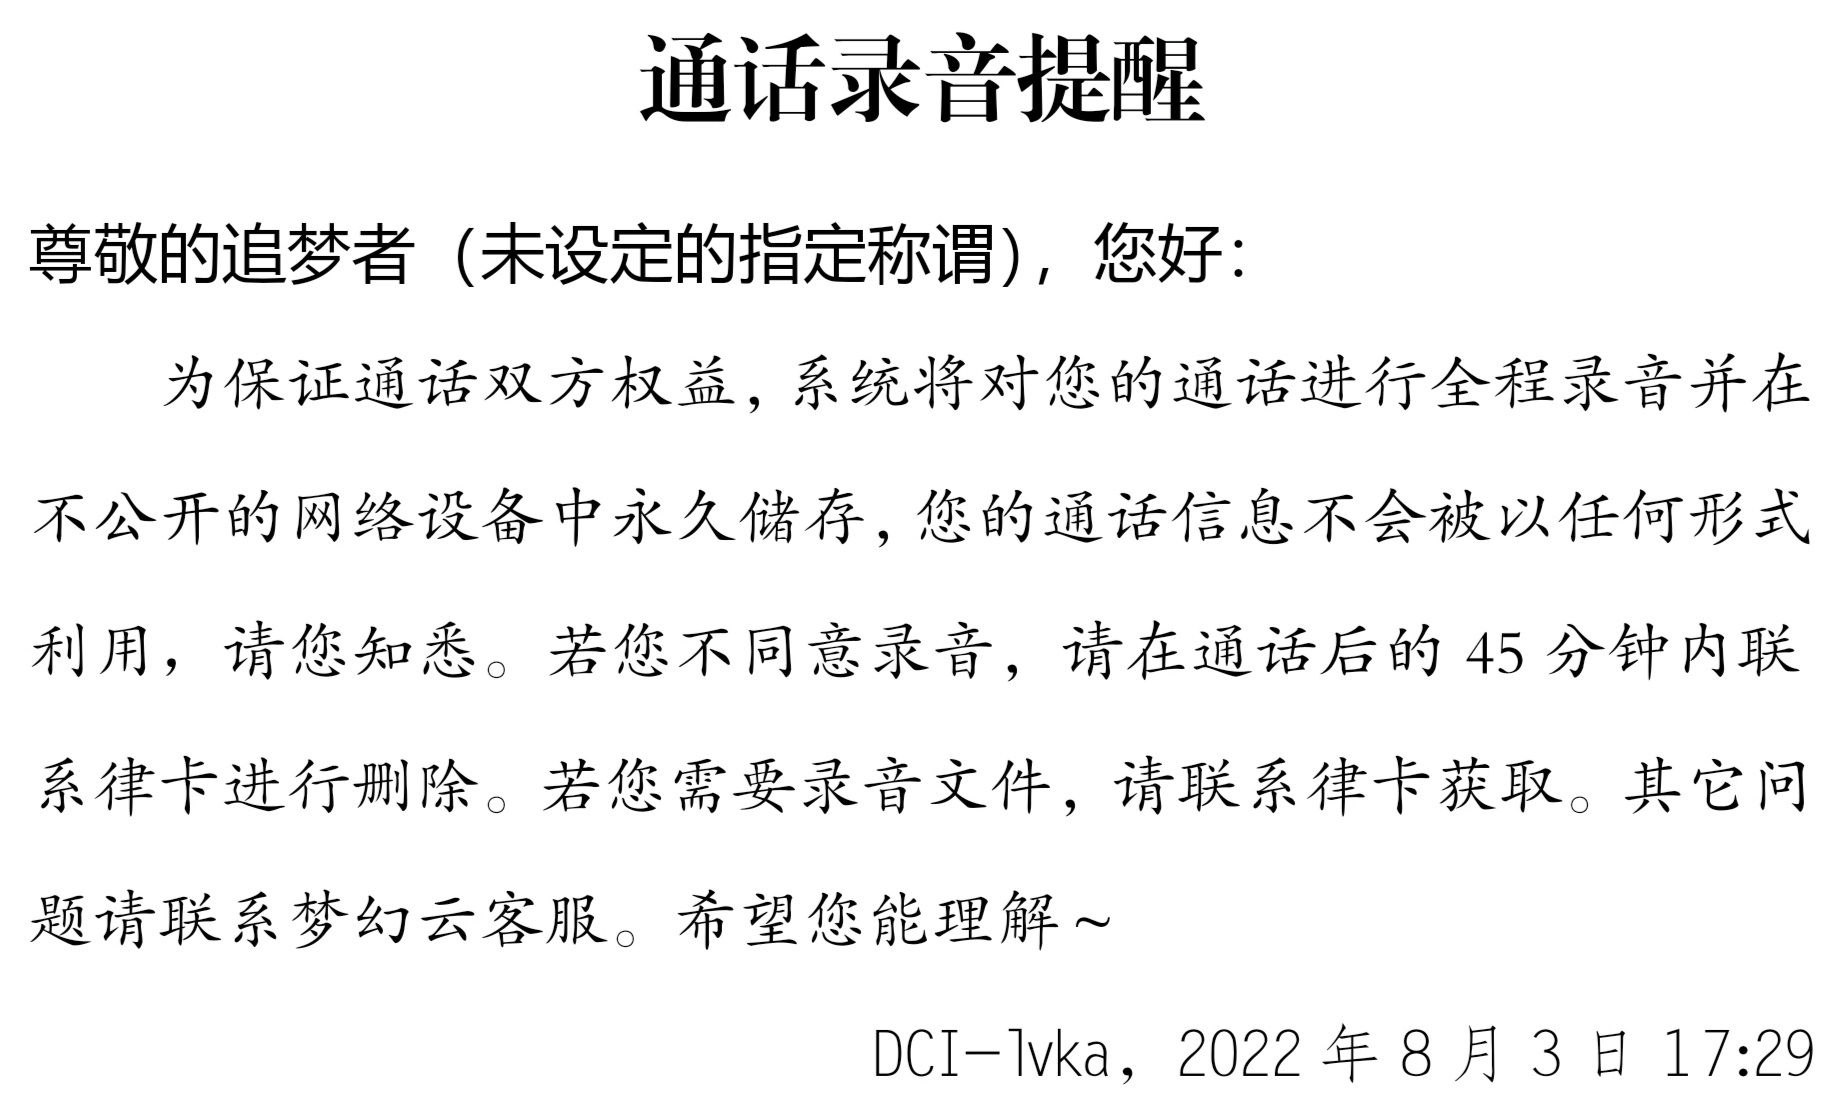 通话录音提醒
尊敬的追梦者（未设定的指定称谓），您好：
为保证通话双方权益，系统将对您的通话进行全程录音并在
不公开的网络设备中永久储存，您的通话信息不会被以任何形式
利用，请您知悉。若您不同意录音，请在通话后的 45 分钟内联
系律卡进行删除。若您需要录音文件，请联系律卡获取。其它问
题请联系梦幻云客服。希望您能理解~
DCI-lvka，2022 年 8 月 3 日 17:29